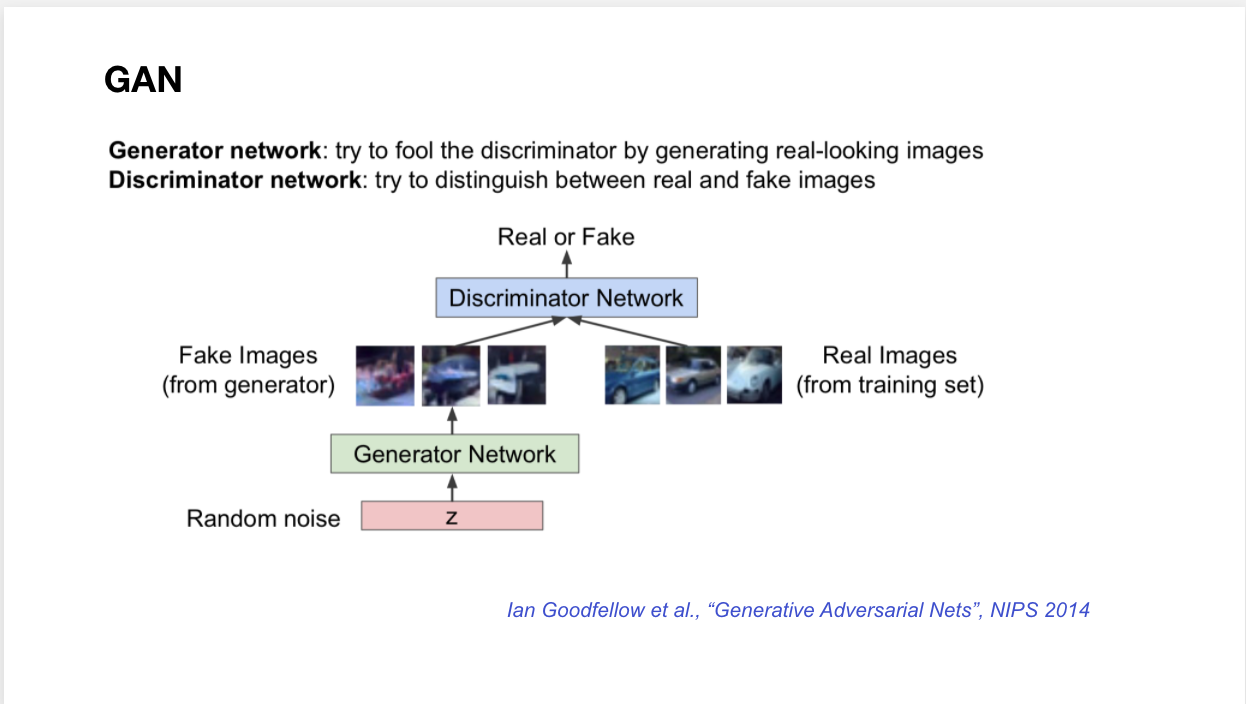 GAN
Generator network: try to fool the discriminator by generating real-looking images
Discriminator network: try to distinguish between real and fake images
Real or Fake
Discriminator Network
Fake Images
(from generator)
Real Images
(from training set)
Generator Network
Random noise
z
Ian Goodfellow et al., “Generative Adversarial Nets”, NIPS 2014